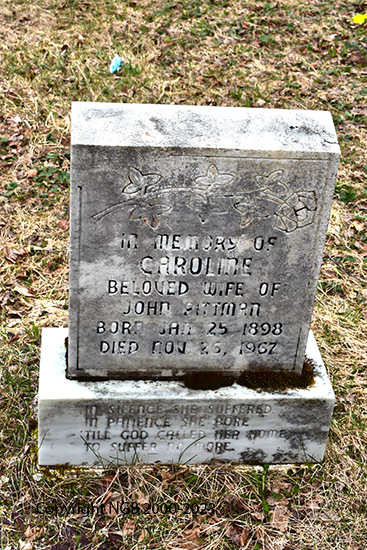 IN MEMORY OF
CAROLINE
BELOVED WIFE OF
JOHN PITTMAN
BORN JAN 25 1898
DIED NOV 26, 1967
IN SILENCE SHE SUFFERED
IN PATIENCE SHE BORE
TILL GOD CALLED HER HOME
TO SUFFER NO MORE.
Copyright NGB 2000-2023